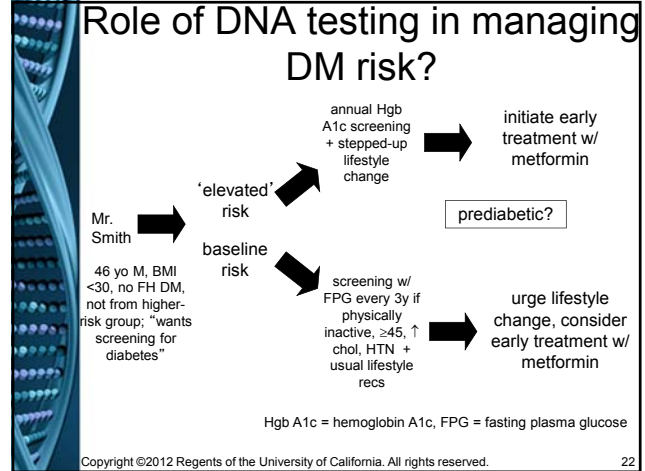 Role of DNA testing in managing
DM risk?
Mr.
Smith
46 yo M, BMI
<30, no FH DM,
not from higher-
risk group; “wants
screening for
diabetes”
‘elevated’
risk
baseline
risk
annual Hgb
A1c screening
+ stepped-up
lifestyle
change
initiate early
treatment w/
metformin
prediabetic?
screening w/
FPG every 3y if
physically
inactive, ≥45, ↑
chol, HTN +
usual lifestyle
recs
urge lifestyle
change, consider
early treatment w/
metformin
Hgb A1c = hemoglobin A1c, FPG = fasting plasma glucose
Copyright ©2012 Regents of the University of California. All rights reserved.
22